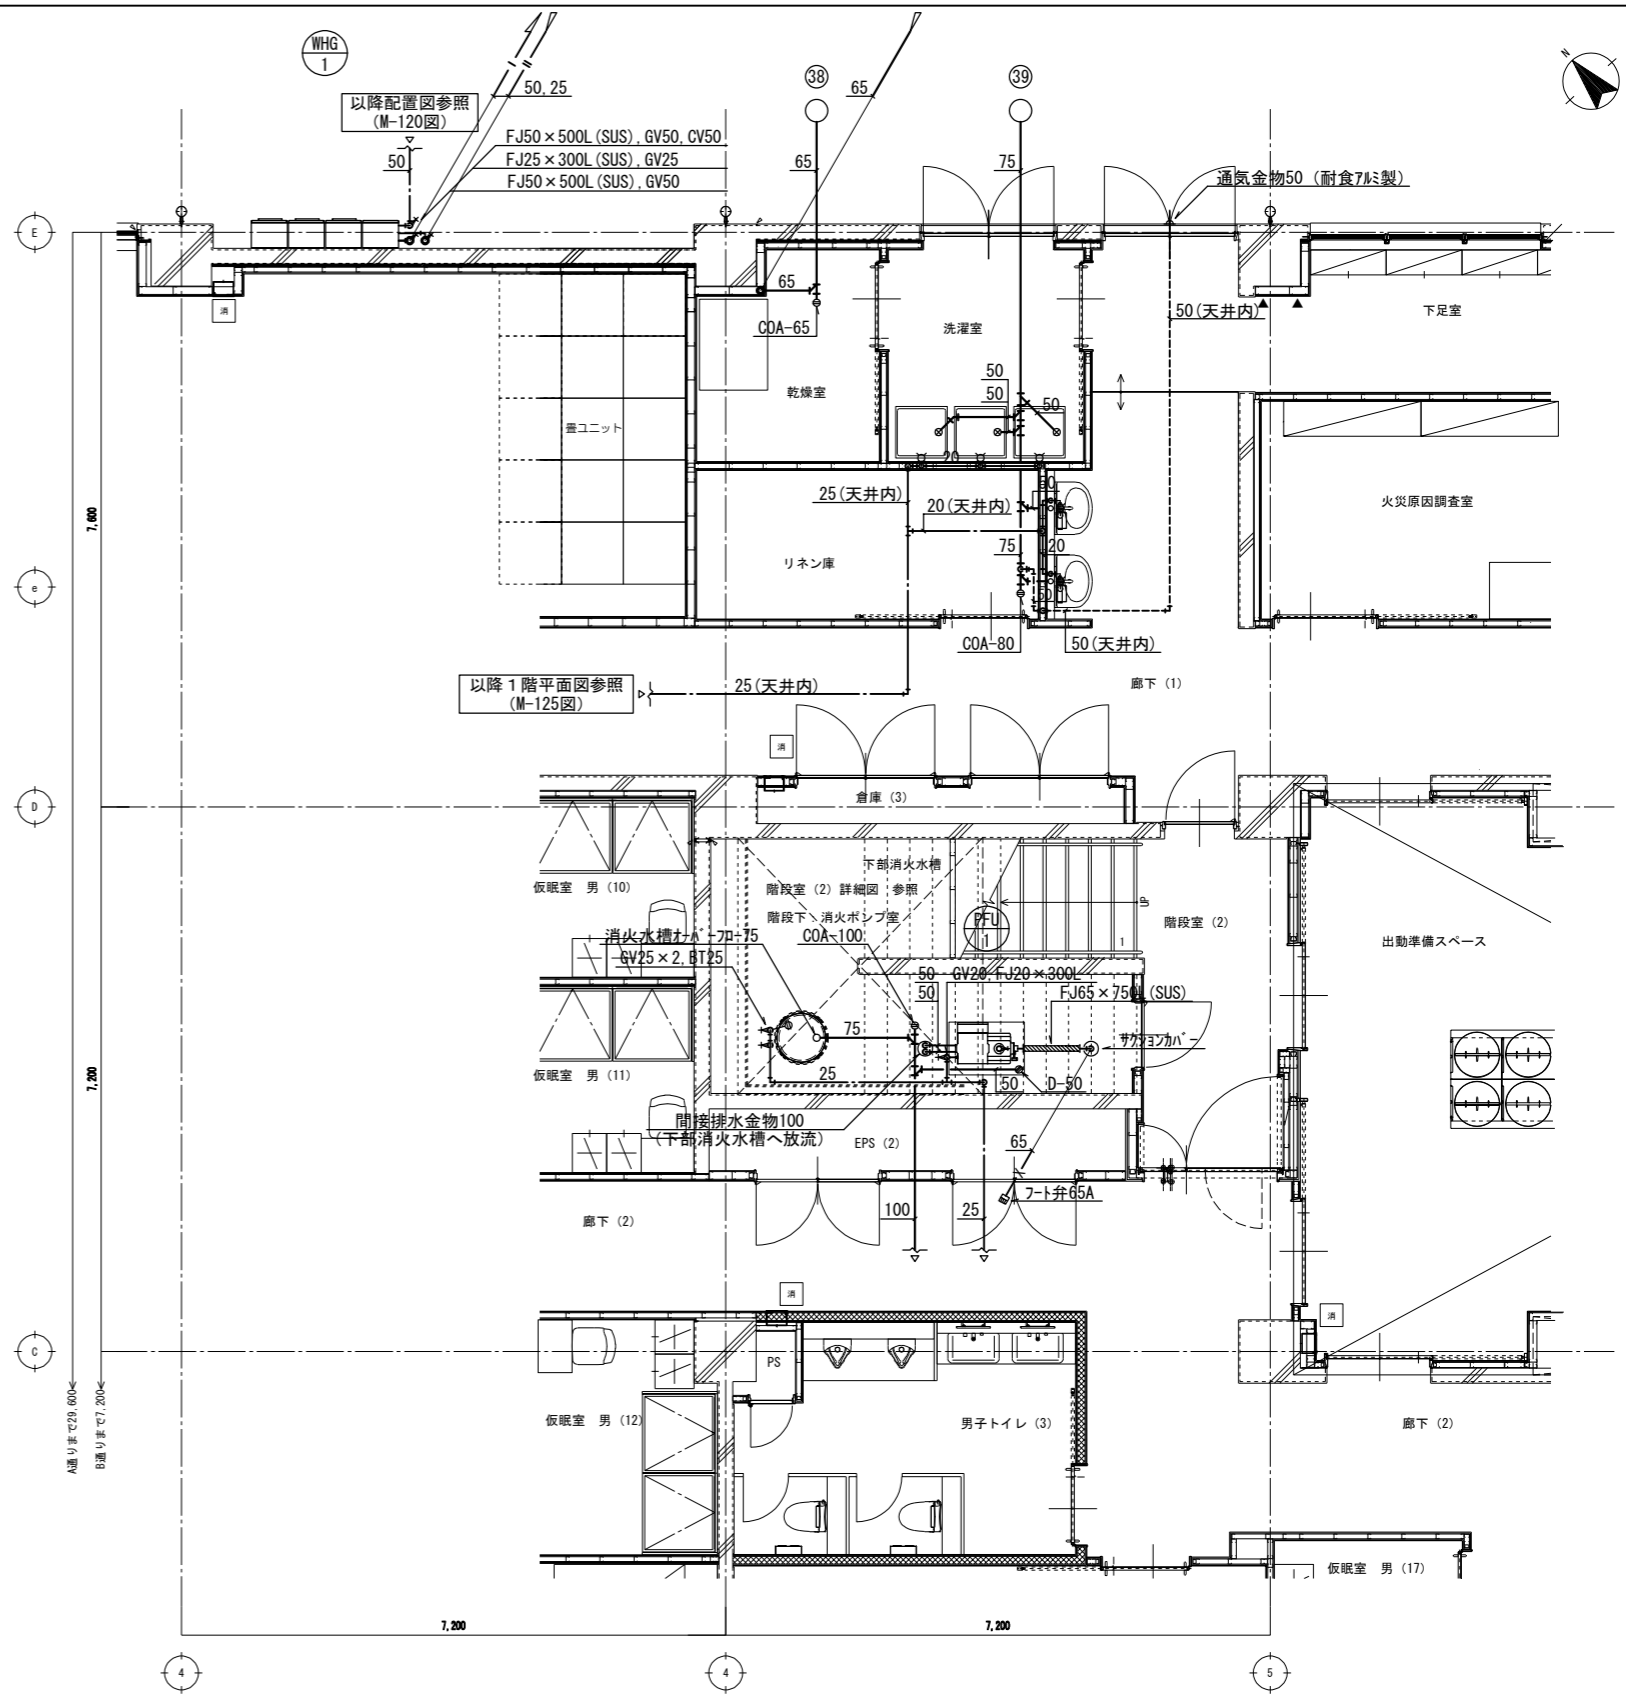 WHG
1
50, 25
以降配置図参照
(M-120図)
50
FJ50×500L(SUS), GV50, CV50
FJ25×300L(SUS), GV25
FJ50×500L(SUS), GV50
38
65
39
65
75
N
通気金物50 (耐食ｱﾙﾐ製)
E
消
65
COA-65
洗濯室
50(天井内)
下足室
乾燥室
50
50
50
畳ユニット
7,600
25(天井内)
20(天井内)
火災原因調査室
75
20
リネン庫
e
50
COA-80
50(天井内)
以降１階平面図参照
(M-125図)
25(天井内)
廊下 (1)
消
D
倉庫 (3)
下部消火水槽
仮眠室 男 (10)
階段室 (2) 詳細図 参照
階段下 消火ポンプ室
PFU
1
UP
1
階段室 (2)
出動準備スペース
消火水槽ｵｰﾊﾞｰﾌﾛｰ75
COA-100
GV25×2, BT25
50
GV20, FJ20×300L
50
FJ65×750L(SUS)
75
ｻｸｼｮﾝｶﾊﾞｰ
7,200
仮眠室 男 (11)
25
50
D-50
間接排水金物100
(下部消火水槽へ放流)
EPS (2)
65
ﾌｰﾄ弁65A
100
25
廊下 (2)
消
消
C
PS
A通りまで29,600
B通りまで7,200
仮眠室 男 (12)
男子トイレ (3)
廊下 (2)
仮眠室 男 (17)
7,200
7,200
4
4
5